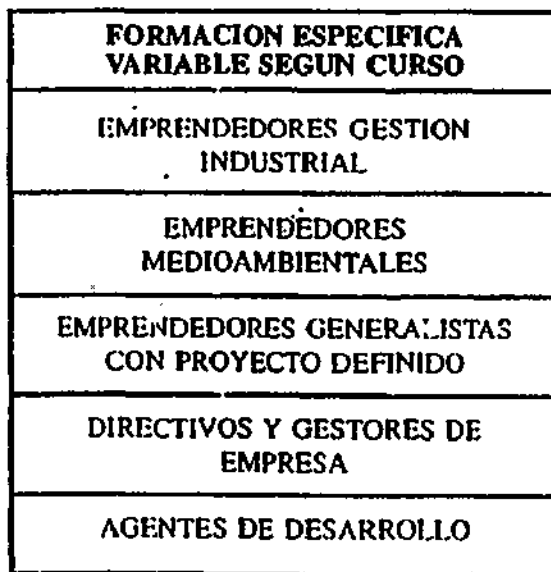 FORMACION ESPECIFICA
VARIABLE SEGUN CURSO
EMPRENDEDORES GESTION
INDUSTRIAL
EMPRENDEDORES
MEDIOAMBIENTALES
EMPRENDEDORES GENERALISTAS
CON PROYECTO DEFINIDO
DIRECTIVOS Y GESTORES DE
EMPRESA
AGENTES DE DESARROLLO